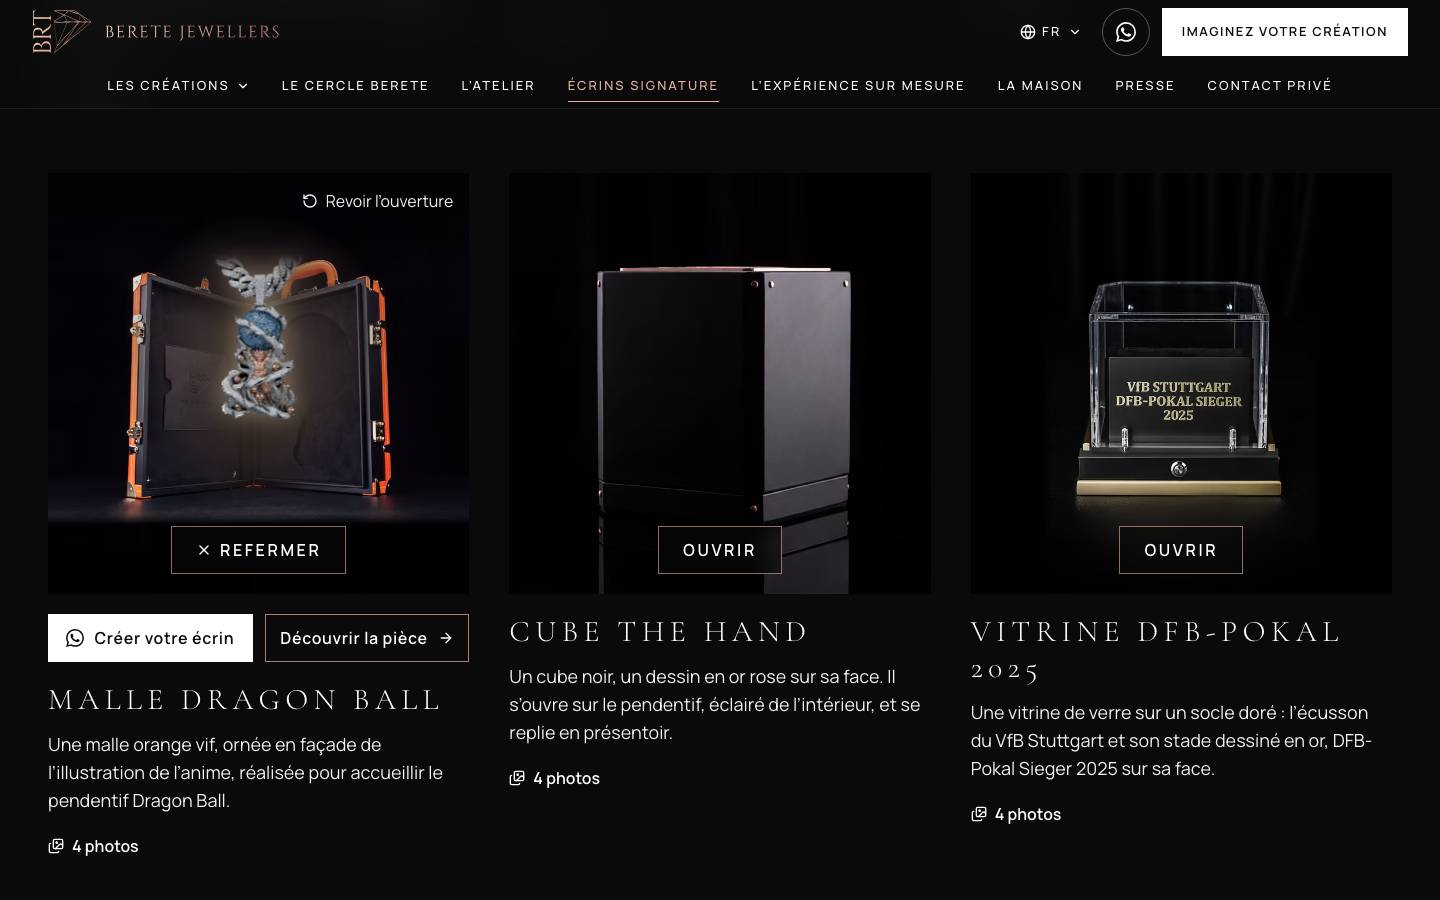 BRT
BERETE JEWELLERS
FR
IMAGINEZ VOTRE CRÉATION
LES CRÉATIONS
LE CERCLE BERETE
L'ATELIER
ÉCRINS SIGNATURE
L'EXPÉRIENCE SUR MESURE
LA MAISON
PRESSE
CONTACT PRIVÉ
Revoir l'ouverture
REFERMER
Créer votre écrin
Découvrir la pièce
MALLE DRAGON BALL
Une malle orange vif, ornée en façade de
l'illustration de l'anime, réalisée pour accueillir le
pendentif Dragon Ball.
4 photos
OUVRIR
CUBE THE HAND
Un cube noir, un dessin en or rose sur sa face. Il
s'ouvre sur le pendentif, éclairé de l'intérieur, et se
replie en présentoir.
4 photos
VfB STUTTGART
DFB-POKAL SIEGER
2025
OUVRIR
VITRINE DFB-POKAL
2025
Une vitrine de verre sur un socle doré : l'écusson
du VfB Stuttgart et son stade dessiné en or, DFB-
Pokal Sieger 2025 sur sa face.
4 photos